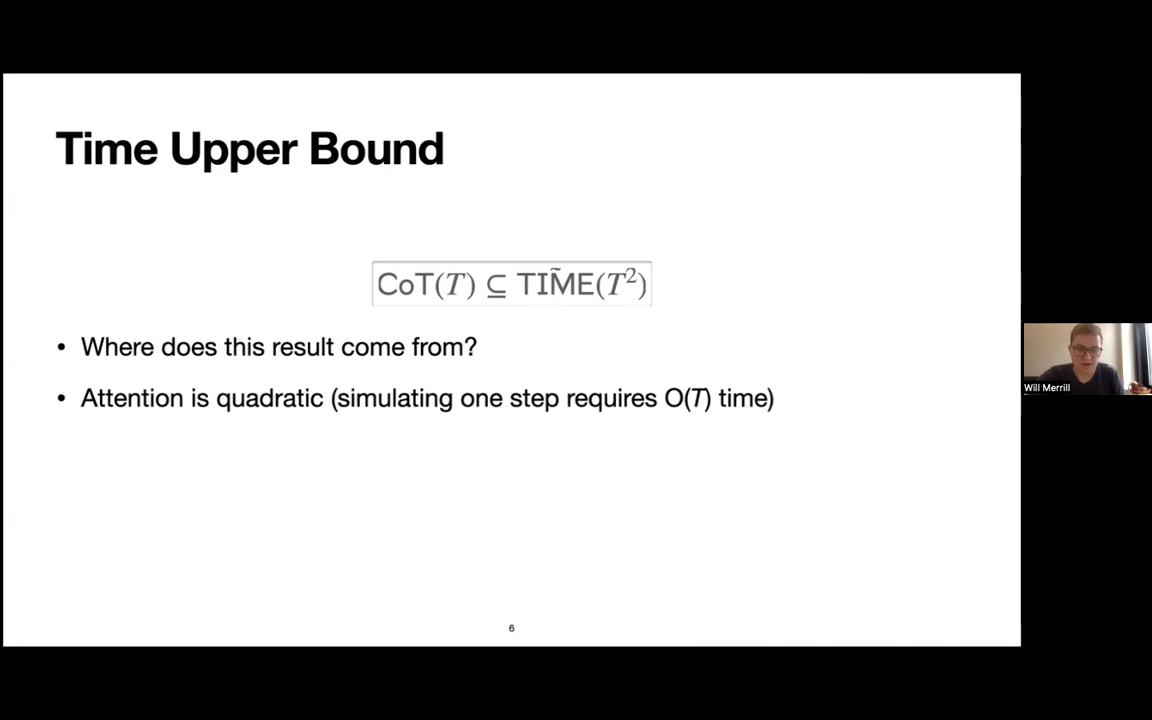 Time Upper Bound
CoT(T) ⊆ TIM̃E(T²)
• Where does this result come from?
• Attention is quadratic (simulating one step requires O(T) time)
Will Merrill
6